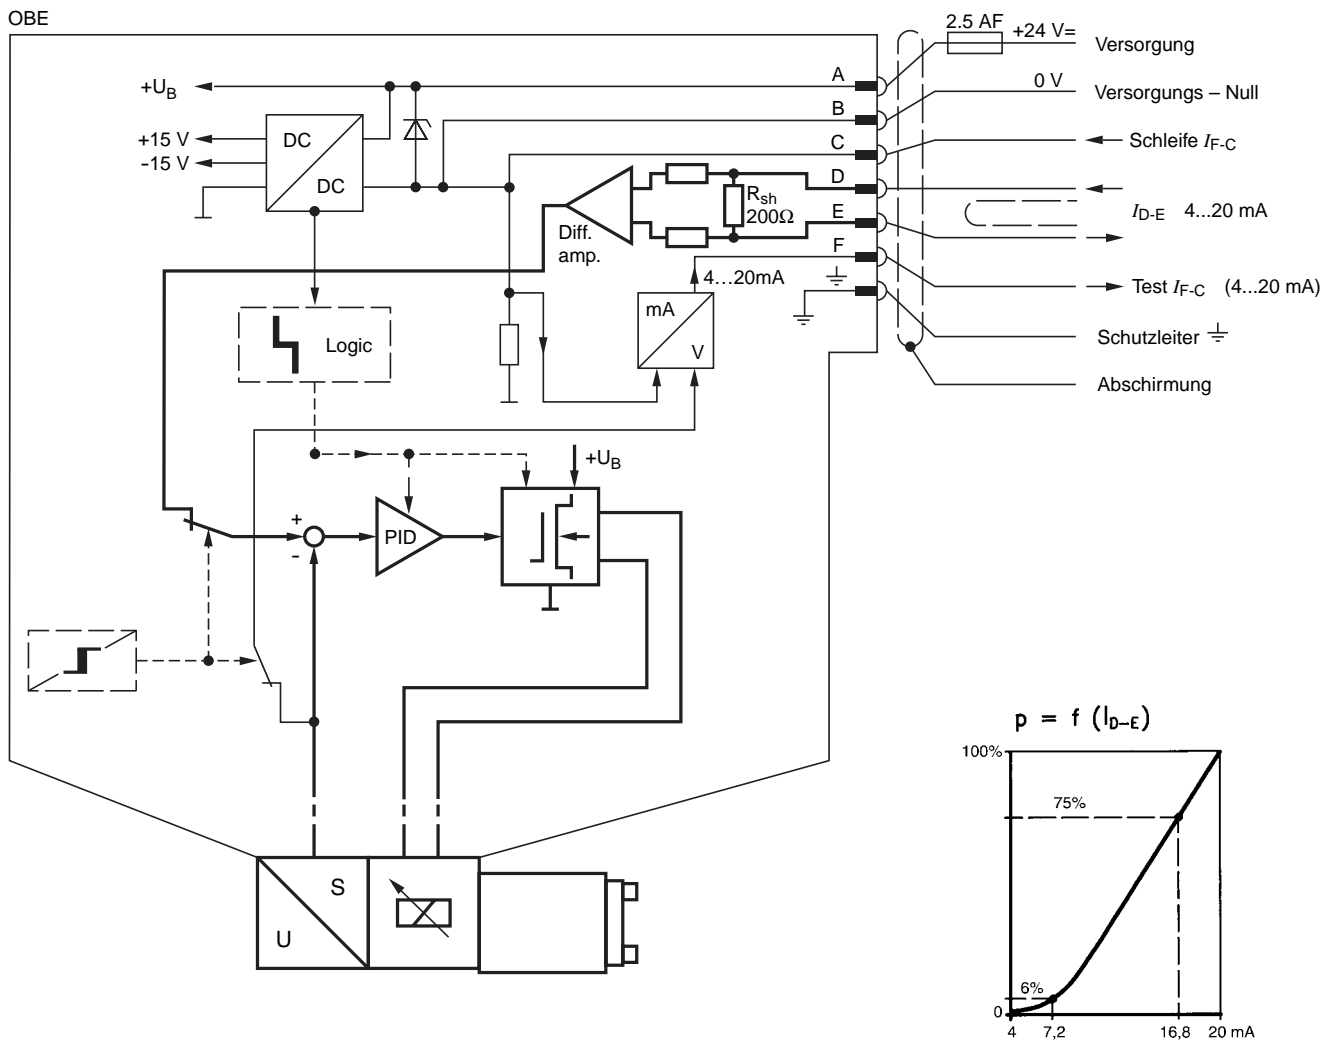 OBE
2.5 AF
+24 V=
Versorgung
A
+U_B
0 V
Versorgungs – Null
B
+15 V
DC
C
Schleife I_F-C
-15 V
DC
D
R_sh
200Ω
E
I_D-E 4...20 mA
Diff.
amp.
F
4…20mA
Test I_F-C (4...20 mA)
mA
V
Logic
Schutzleiter
Abschirmung
+U_B
+
-
PID
S
U
p = f (I_D–E)
100%
75%
6%
0
4 7,2 16,8 20 mA